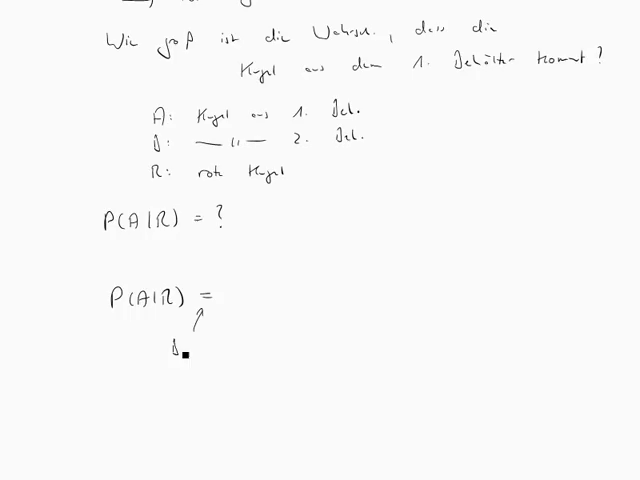 Wie groß ist die Wahrsch., dass die
Kugel aus dem 1. Behälter kommt?
A: Kugel aus 1. Beh.
B: — " — 2. Beh.
R: rote Kugel
P(A|R) = ?
P(A|R) =
B